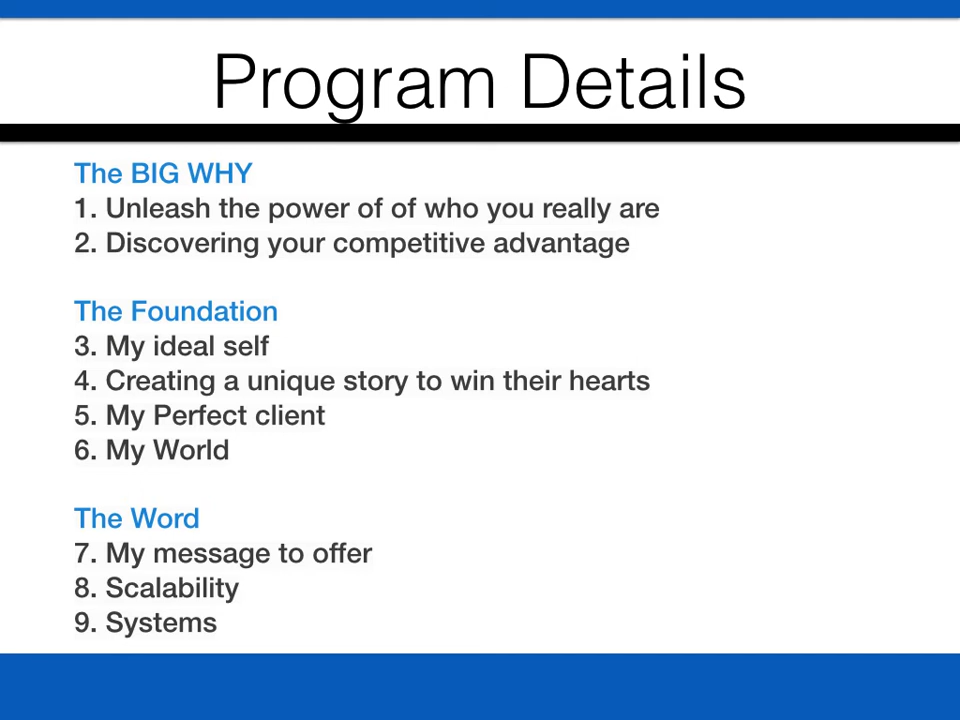 Program Details
The BIG WHY
1. Unleash the power of of who you really are
2. Discovering your competitive advantage
The Foundation
3. My ideal self
4. Creating a unique story to win their hearts
5. My Perfect client
6. My World
The Word
7. My message to offer
8. Scalability
9. Systems